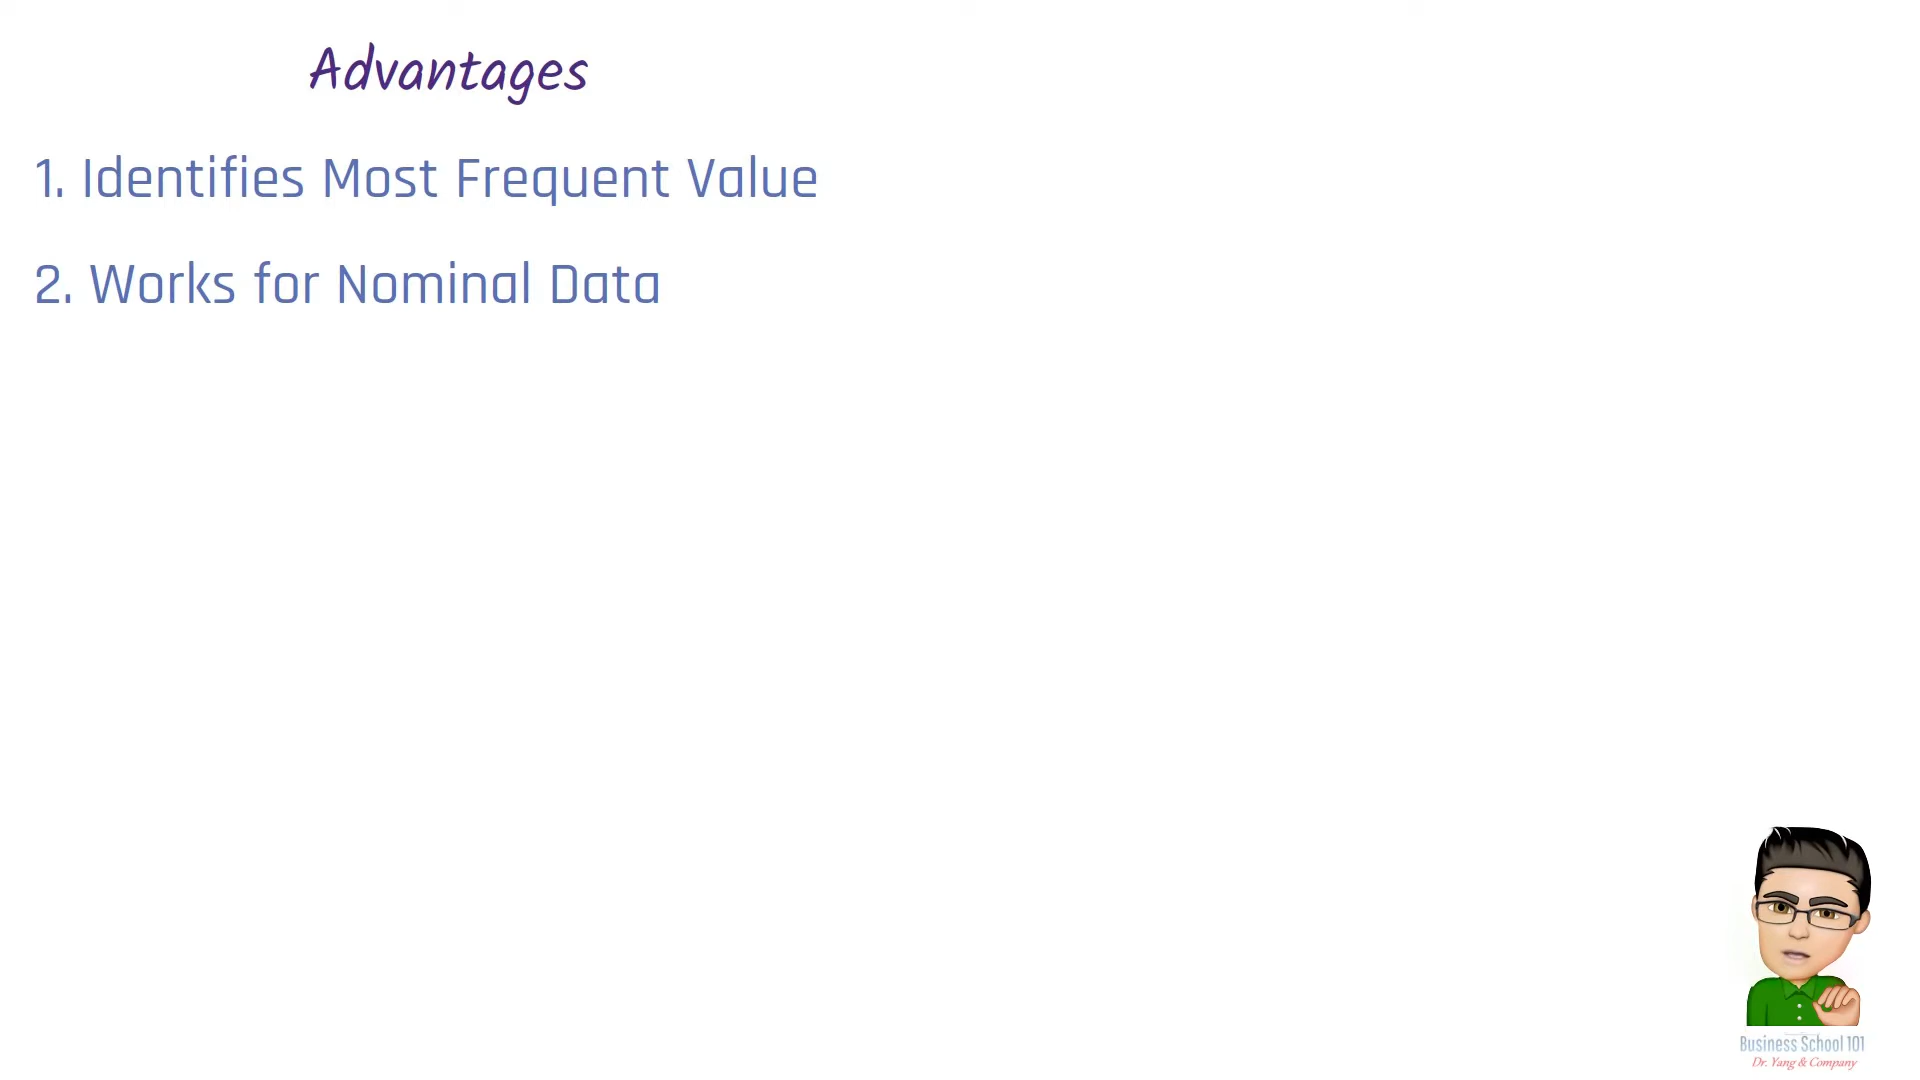 Advantages
1. Identifies Most Frequent Value
2. Works for Nominal Data
Business School 101
Dr. Yang & Company